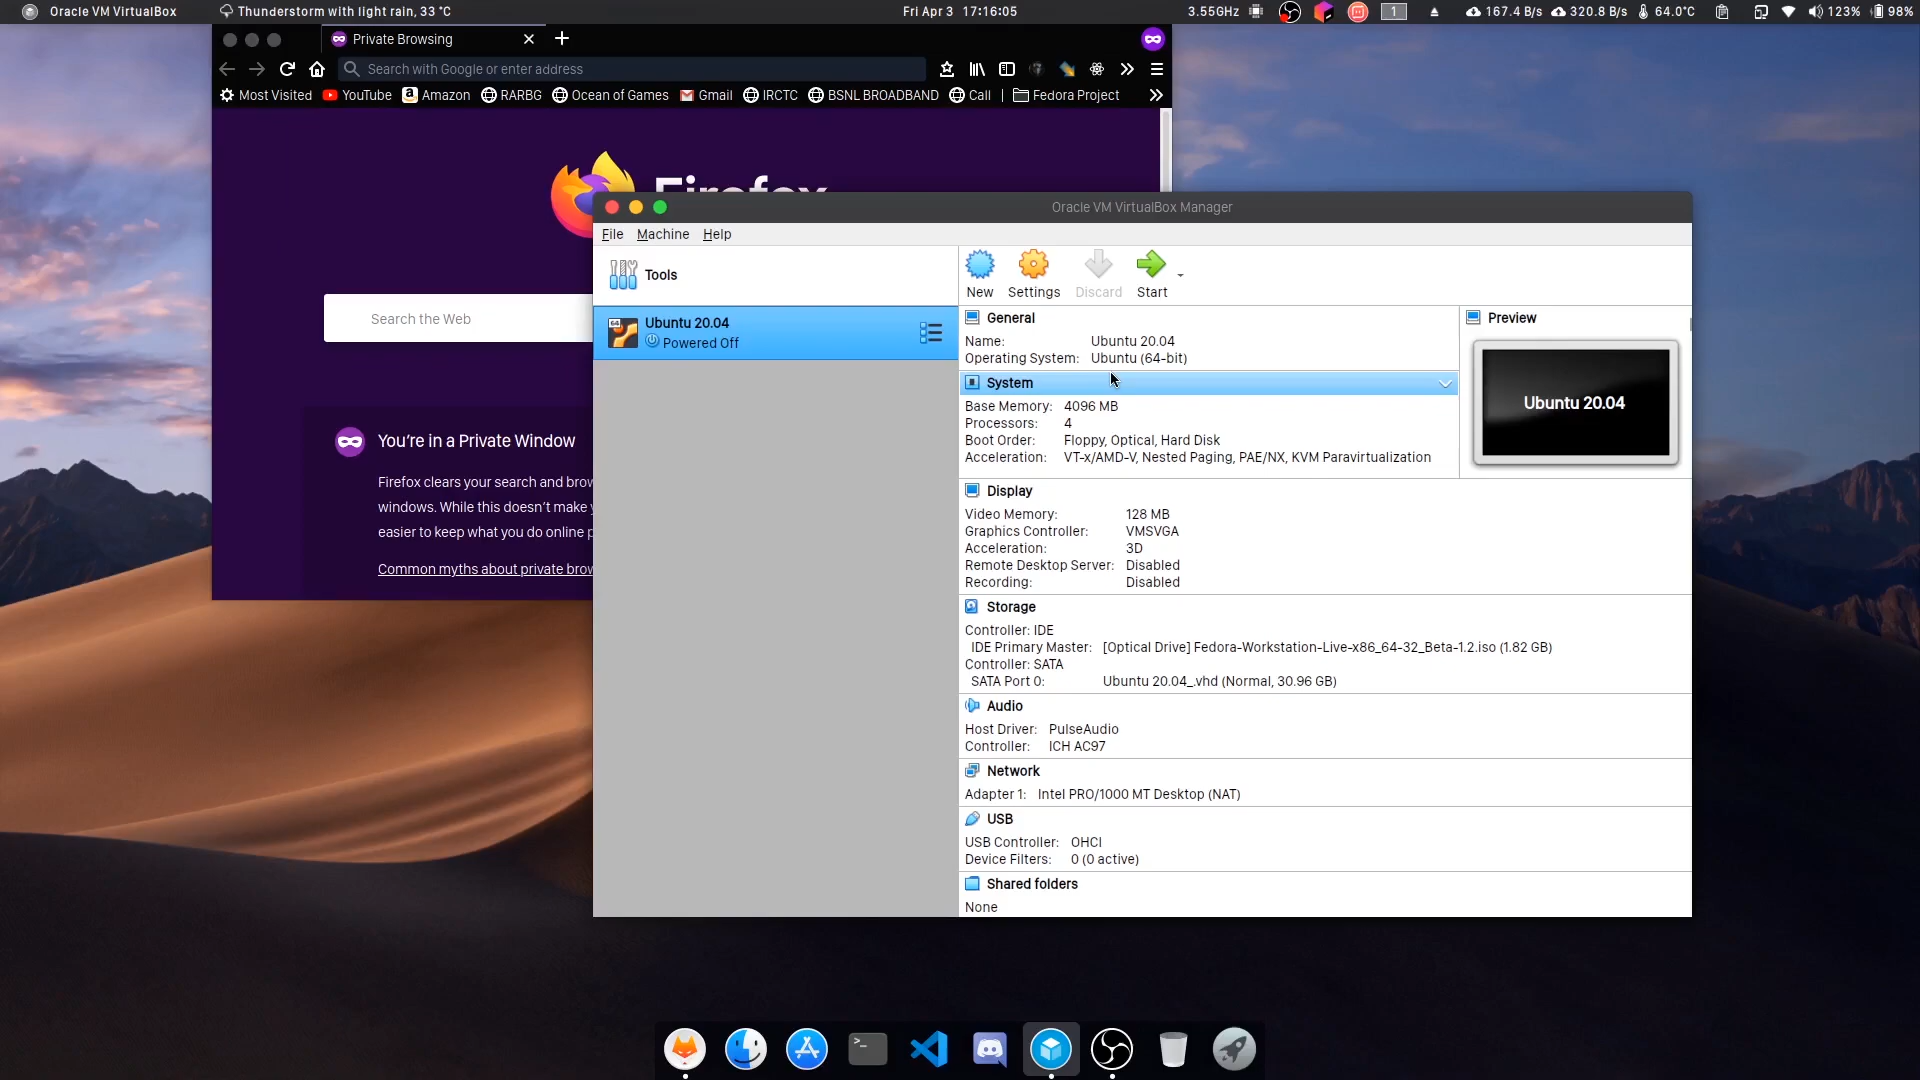 Oracle VM VirtualBox
Thunderstorm with light rain, 33 °C
Fri Apr 3 17:16:05
3.55GHz
1
167.4 B/s
320.8 B/s
64.0°C
123%
98%
Private Browsing
Search with Google or enter address
Most Visited
YouTube
Amazon
RARBG
Ocean of Games
Gmail
IRCTC
BSNL BROADBAND
Call
Fedora Project
Firefox
Search the Web
You're in a Private Window
Firefox clears your search and brow
windows. While this doesn't make y
easier to keep what you do online p
Common myths about private brow
Oracle VM VirtualBox Manager
File Machine Help
Tools
New Settings Discard Start
64
Ubuntu 20.04
Powered Off
General
Name: Ubuntu 20.04
Operating System: Ubuntu (64-bit)
Preview
Ubuntu 20.04
System
Base Memory: 4096 MB
Processors: 4
Boot Order: Floppy, Optical, Hard Disk
Acceleration: VT-x/AMD-V, Nested Paging, PAE/NX, KVM Paravirtualization
Display
Video Memory: 128 MB
Graphics Controller: VMSVGA
Acceleration: 3D
Remote Desktop Server: Disabled
Recording: Disabled
Storage
Controller: IDE
IDE Primary Master: [Optical Drive] Fedora-Workstation-Live-x86_64-32_Beta-1.2.iso (1.82 GB)
Controller: SATA
SATA Port 0: Ubuntu 20.04_.vhd (Normal, 30.96 GB)
Audio
Host Driver: PulseAudio
Controller: ICH AC97
Network
Adapter 1: Intel PRO/1000 MT Desktop (NAT)
USB
USB Controller: OHCI
Device Filters: 0 (0 active)
Shared folders
None